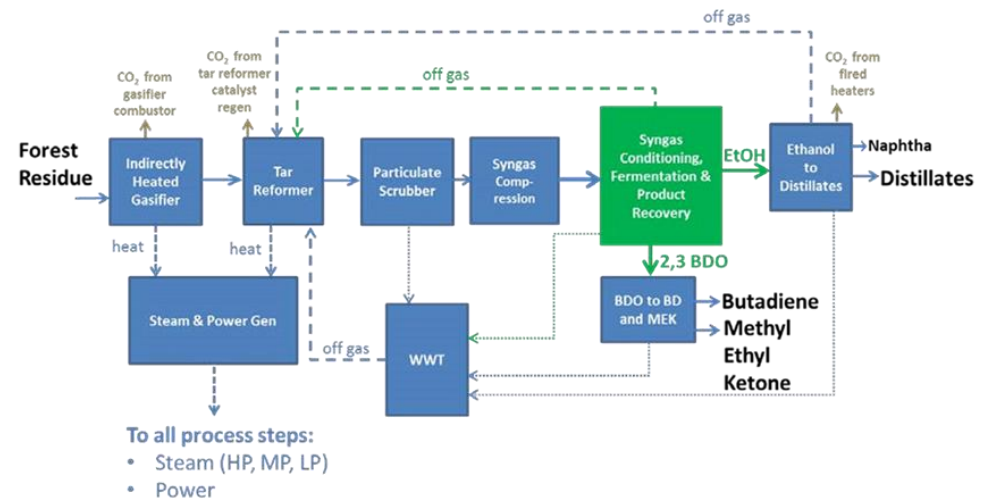 off gas
CO₂ from
gasifier
combustor
CO₂ from
tar reformer
catalyst
regen
off gas
CO₂ from
fired
heaters
Forest
Residue
Indirectly
Heated
Gasifier
Tar
Reformer
Particulate
Scrubber
Syngas
Comp-
ression
Syngas
Conditioning,
Fermentation &
Product
Recovery
EtOH
Ethanol
to
Distillates
Naphtha
Distillates
heat
heat
2,3 BDO
Steam & Power Gen
off gas
WWT
BDO to BD
and MEK
Butadiene
Methyl
Ethyl
Ketone
To all process steps:
• Steam (HP, MP, LP)
• Power